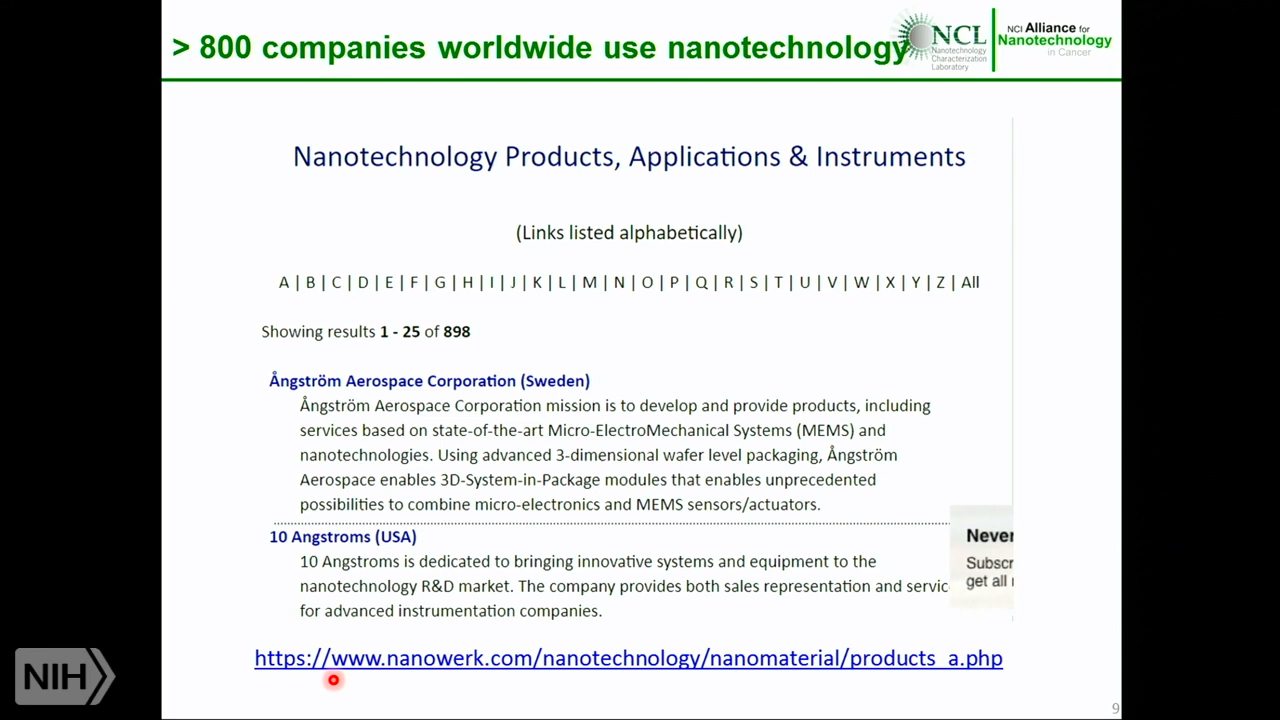 > 800 companies worldwide use nanotechnology
NCL
Nanotechnology
Characterization
Laboratory
NCI Alliance for
Nanotechnology
in Cancer
Nanotechnology Products, Applications & Instruments
(Links listed alphabetically)
A | B | C | D | E | F | G | H | I | J | K | L | M | N | O | P | Q | R | S | T | U | V | W | X | Y | Z | All
Showing results 1 - 25 of 898
Ångström Aerospace Corporation (Sweden)
Ångström Aerospace Corporation mission is to develop and provide products, including
services based on state-of-the-art Micro-ElectroMechanical Systems (MEMS) and
nanotechnologies. Using advanced 3-dimensional wafer level packaging, Ångström
Aerospace enables 3D-System-in-Package modules that enables unprecedented
possibilities to combine micro-electronics and MEMS sensors/actuators.
10 Angstroms (USA)
10 Angstroms is dedicated to bringing innovative systems and equipment to the
nanotechnology R&D market. The company provides both sales representation and servic
for advanced instrumentation companies.
Never
Subscr
get all
https://www.nanowerk.com/nanotechnology/nanomaterial/products_a.php
NIH
9